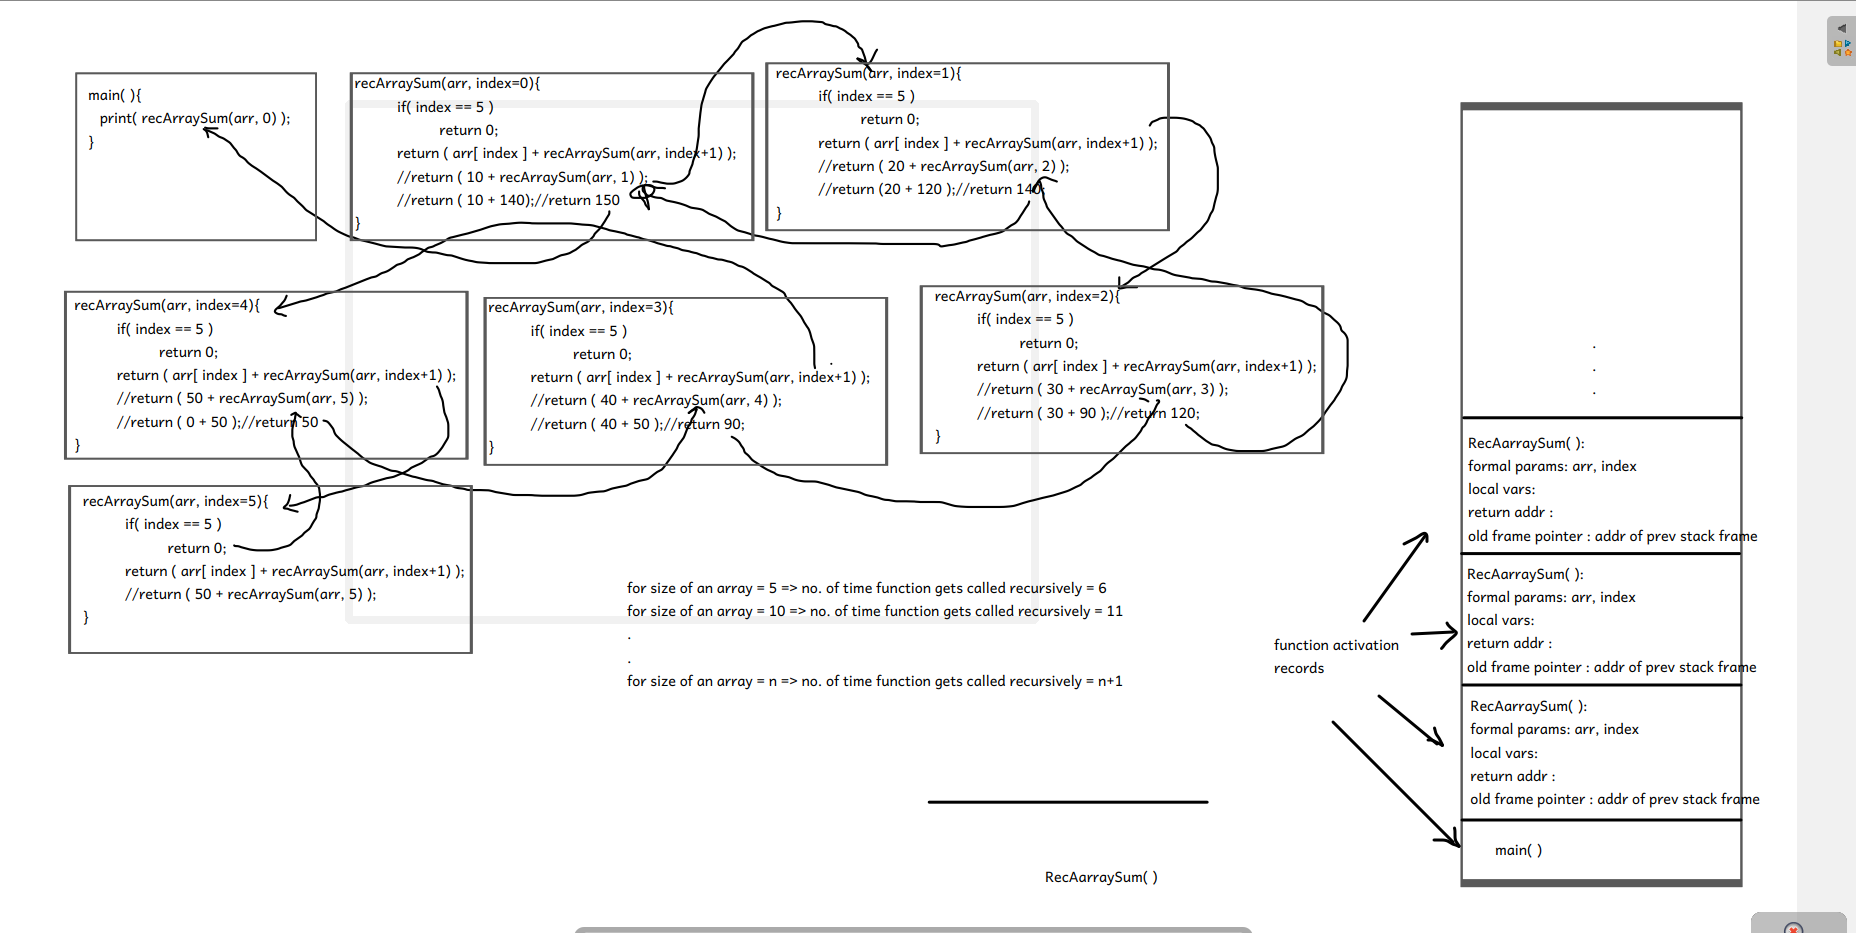 main( ){
print( recArraySum(arr, 0) );
}
recArraySum(arr, index=0){
if( index == 5 )
return 0;
return ( arr[ index ] + recArraySum(arr, index+1) );
//return ( 10 + recArraySum(arr, 1) );
//return ( 10 + 140);//return 150
}
recArraySum(arr, index=1){
if( index == 5 )
return 0;
return ( arr[ index ] + recArraySum(arr, index+1) );
//return ( 20 + recArraySum(arr, 2) );
//return (20 + 120 );//return 140;
}
recArraySum(arr, index=4){
if( index == 5 )
return 0;
return ( arr[ index ] + recArraySum(arr, index+1) );
//return ( 50 + recArraySum(arr, 5) );
//return ( 0 + 50 );//return 50
}
recArraySum(arr, index=3){
if( index == 5 )
return 0;
return ( arr[ index ] + recArraySum(arr, index+1) );
//return ( 40 + recArraySum(arr, 4) );
//return ( 40 + 50 );//return 90;
}
recArraySum(arr, index=2){
if( index == 5 )
return 0;
return ( arr[ index ] + recArraySum(arr, index+1) );
//return ( 30 + recArraySum(arr, 3) );
//return ( 30 + 90 );//return 120;
}
recArraySum(arr, index=5){
if( index == 5 )
return 0;
return ( arr[ index ] + recArraySum(arr, index+1) );
//return ( 50 + recArraySum(arr, 5) );
}
for size of an array = 5 => no. of time function gets called recursively = 6
for size of an array = 10 => no. of time function gets called recursively = 11
.
.
for size of an array = n => no. of time function gets called recursively = n+1
RecAarraySum( )
function activation
records
.
.
.
RecAarraySum( ):
formal params: arr, index
local vars:
return addr :
old frame pointer : addr of prev stack frame
RecAarraySum( ):
formal params: arr, index
local vars:
return addr :
old frame pointer : addr of prev stack frame
RecAarraySum( ):
formal params: arr, index
local vars:
return addr :
old frame pointer : addr of prev stack frame
main( )